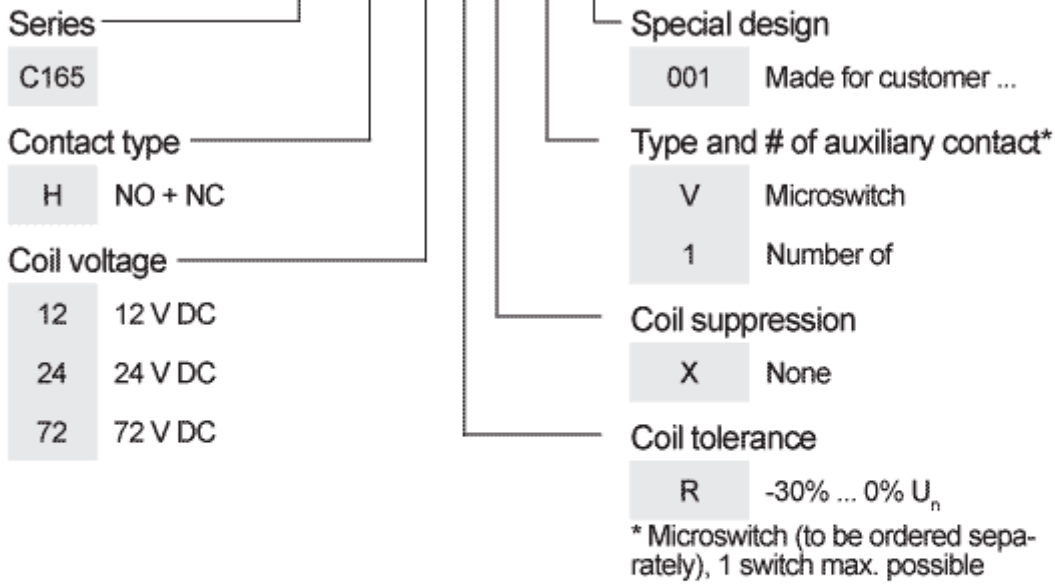 Series
C165
Contact type
H NO + NC
Coil voltage
12 12 V DC
24 24 V DC
72 72 V DC
Special design
001 Made for customer ...
Type and # of auxiliary contact*
V Microswitch
1 Number of
Coil suppression
X None
Coil tolerance
R -30% ... 0% Un
* Microswitch (to be ordered sepa-
rately), 1 switch max. possible